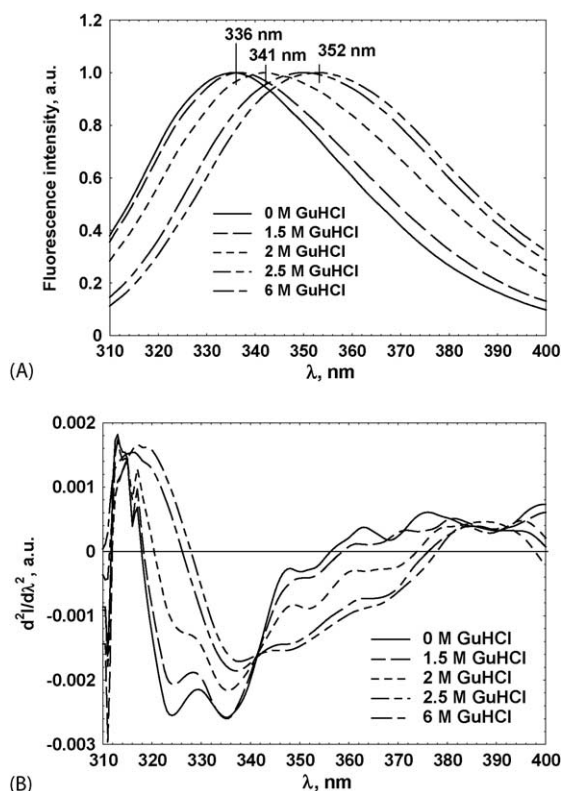 336 nm
341 nm
352 nm
Fluorescence intensity, a.u.
1.0
0.8
0.6
0.4
0.2
0
0 M GuHCl
1.5 M GuHCl
2 M GuHCl
2.5 M GuHCl
6 M GuHCl
310 320 330 340 350 360 370 380 390 400
λ, nm
(A)
d²I/dλ², a.u.
0.002
0.001
0
-0.001
-0.002
-0.003
0 M GuHCl
1.5 M GuHCl
2 M GuHCl
2.5 M GuHCl
6 M GuHCl
310 320 330 340 350 360 370 380 390 400
λ, nm
(B)